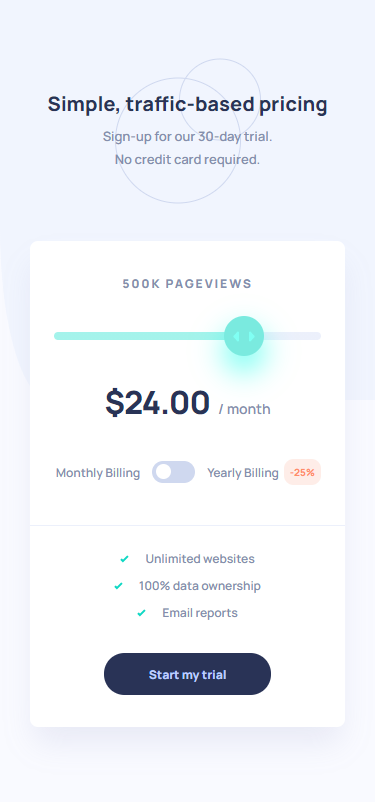 Simple, traffic-based pricing
Sign-up for our 30-day trial.
No credit card required.
500K PAGEVIEWS
$24.00 / month
Monthly Billing Yearly Billing -25%
Unlimited websites
100% data ownership
Email reports
Start my trial